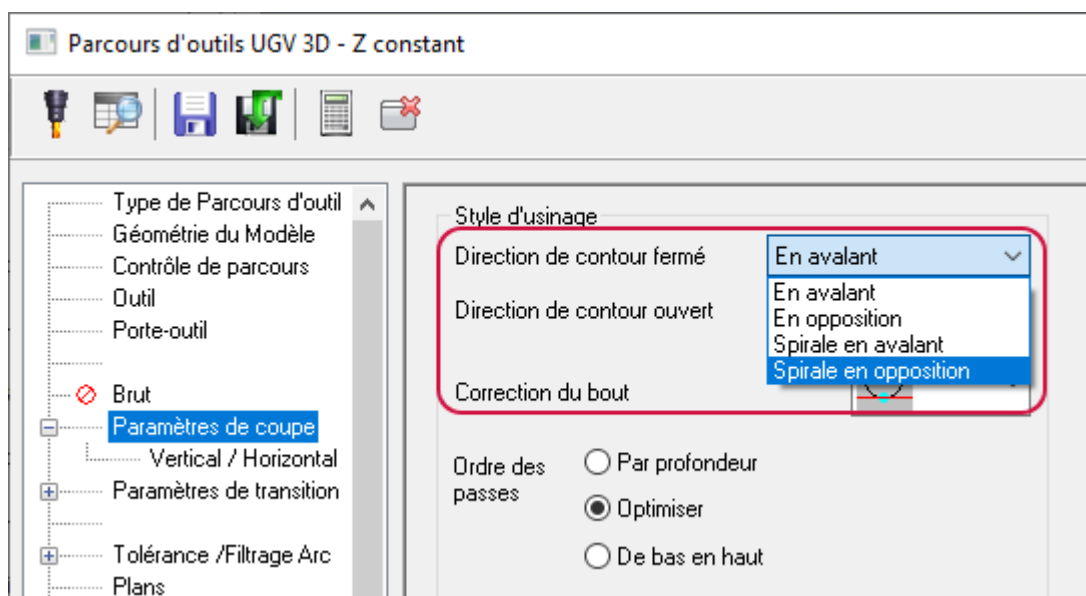 Parcours d'outils UGV 3D - Z constant
Type de Parcours d'outil
Géométrie du Modèle
Contrôle de parcours
Outil
Porte-outil
Brut
Paramètres de coupe
Vertical / Horizontal
Paramètres de transition
Tolérance /Filtrage Arc
Plans
Style d'usinage
Direction de contour fermé
En avalant
En avalant
En opposition
Spirale en avalant
Spirale en opposition
Direction de contour ouvert
Correction du bout
Ordre des
passes
Par profondeur
Optimiser
De bas en haut